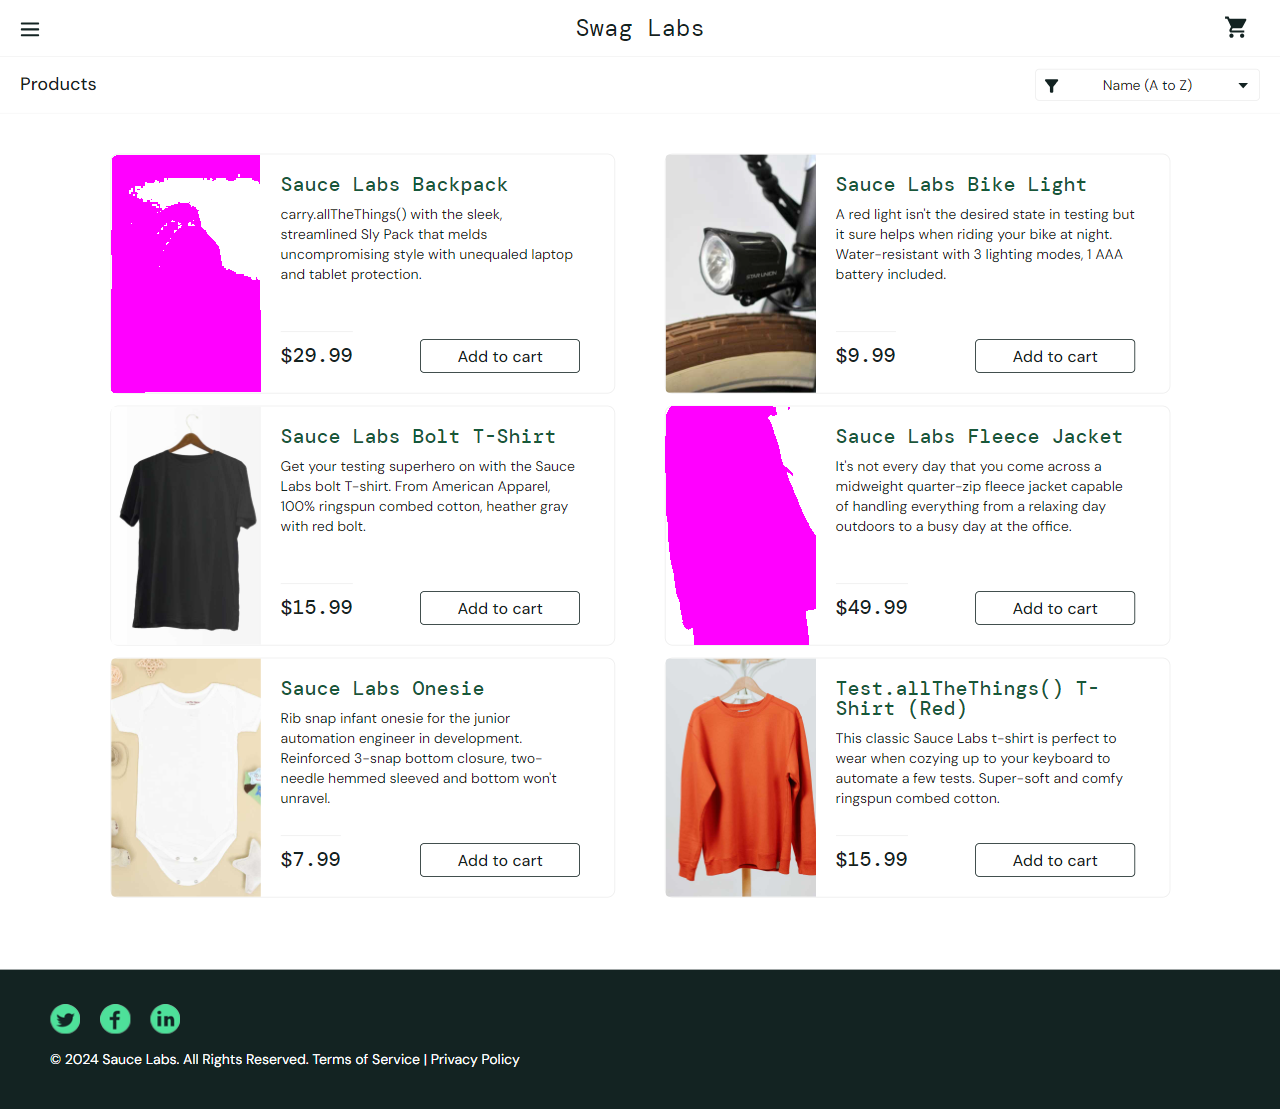 Swag Labs
Products
Name (A to Z)
Sauce Labs Backpack
carry.allTheThings() with the sleek,
streamlined Sly Pack that melds
uncompromising style with unequaled laptop
and tablet protection.
$29.99
Add to cart
Sauce Labs Bike Light
A red light isn't the desired state in testing but
it sure helps when riding your bike at night.
Water-resistant with 3 lighting modes, 1 AAA
battery included.
$9.99
Add to cart
Sauce Labs Bolt T-Shirt
Get your testing superhero on with the Sauce
Labs bolt T-shirt. From American Apparel,
100% ringspun combed cotton, heather gray
with red bolt.
$15.99
Add to cart
Sauce Labs Fleece Jacket
It's not every day that you come across a
midweight quarter-zip fleece jacket capable
of handling everything from a relaxing day
outdoors to a busy day at the office.
$49.99
Add to cart
Sauce Labs Onesie
Rib snap infant onesie for the junior
automation engineer in development.
Reinforced 3-snap bottom closure, two-
needle hemmed sleeved and bottom won't
unravel.
$7.99
Add to cart
Test.allTheThings() T-
Shirt (Red)
This classic Sauce Labs t-shirt is perfect to
wear when cozying up to your keyboard to
automate a few tests. Super-soft and comfy
ringspun combed cotton.
$15.99
Add to cart
© 2024 Sauce Labs. All Rights Reserved. Terms of Service | Privacy Policy